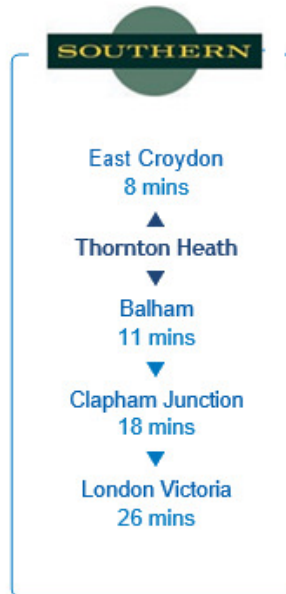 SOUTHERN
East Croydon
8 mins
Thornton Heath
Balham
11 mins
Clapham Junction
18 mins
London Victoria
26 mins